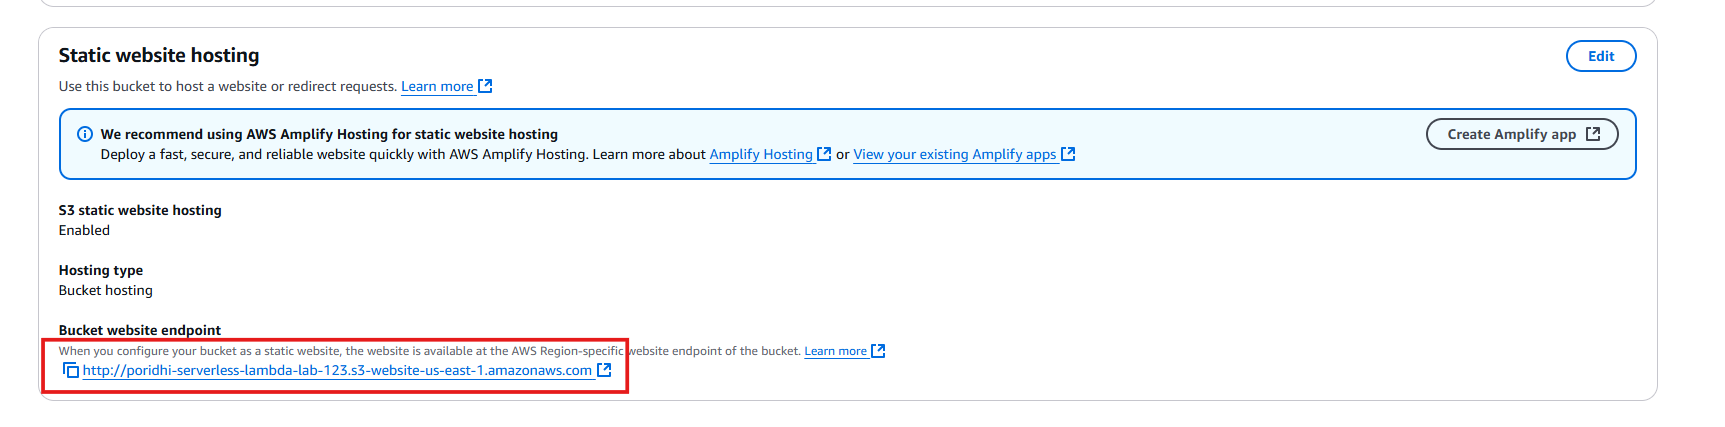 Static website hosting
Edit
Use this bucket to host a website or redirect requests. Learn more
We recommend using AWS Amplify Hosting for static website hosting
Create Amplify app
Deploy a fast, secure, and reliable website quickly with AWS Amplify Hosting. Learn more about Amplify Hosting or View your existing Amplify apps
S3 static website hosting
Enabled
Hosting type
Bucket hosting
Bucket website endpoint
When you configure your bucket as a static website, the website is available at the AWS Region-specific website endpoint of the bucket. Learn more
http://poridhi-serverless-lambda-lab-123.s3-website-us-east-1.amazonaws.com